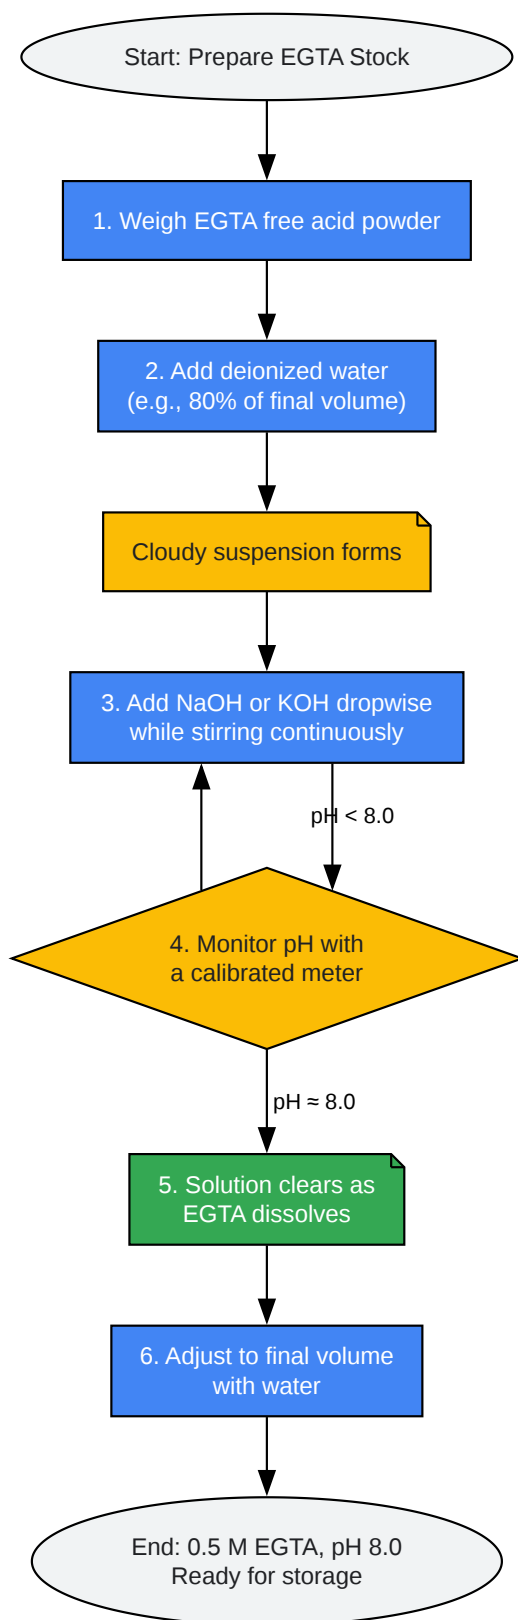 Start: Prepare EGTA Stock
1. Weigh EGTA free acid powder
2. Add deionized water
(e.g., 80% of final volume)
Cloudy suspension forms
3. Add NaOH or KOH dropwise
while stirring continuously
pH < 8.0
4. Monitor pH with
a calibrated meter
pH ≈ 8.0
5. Solution clears as
EGTA dissolves
6. Adjust to final volume
with water
End: 0.5 M EGTA, pH 8.0
Ready for storage